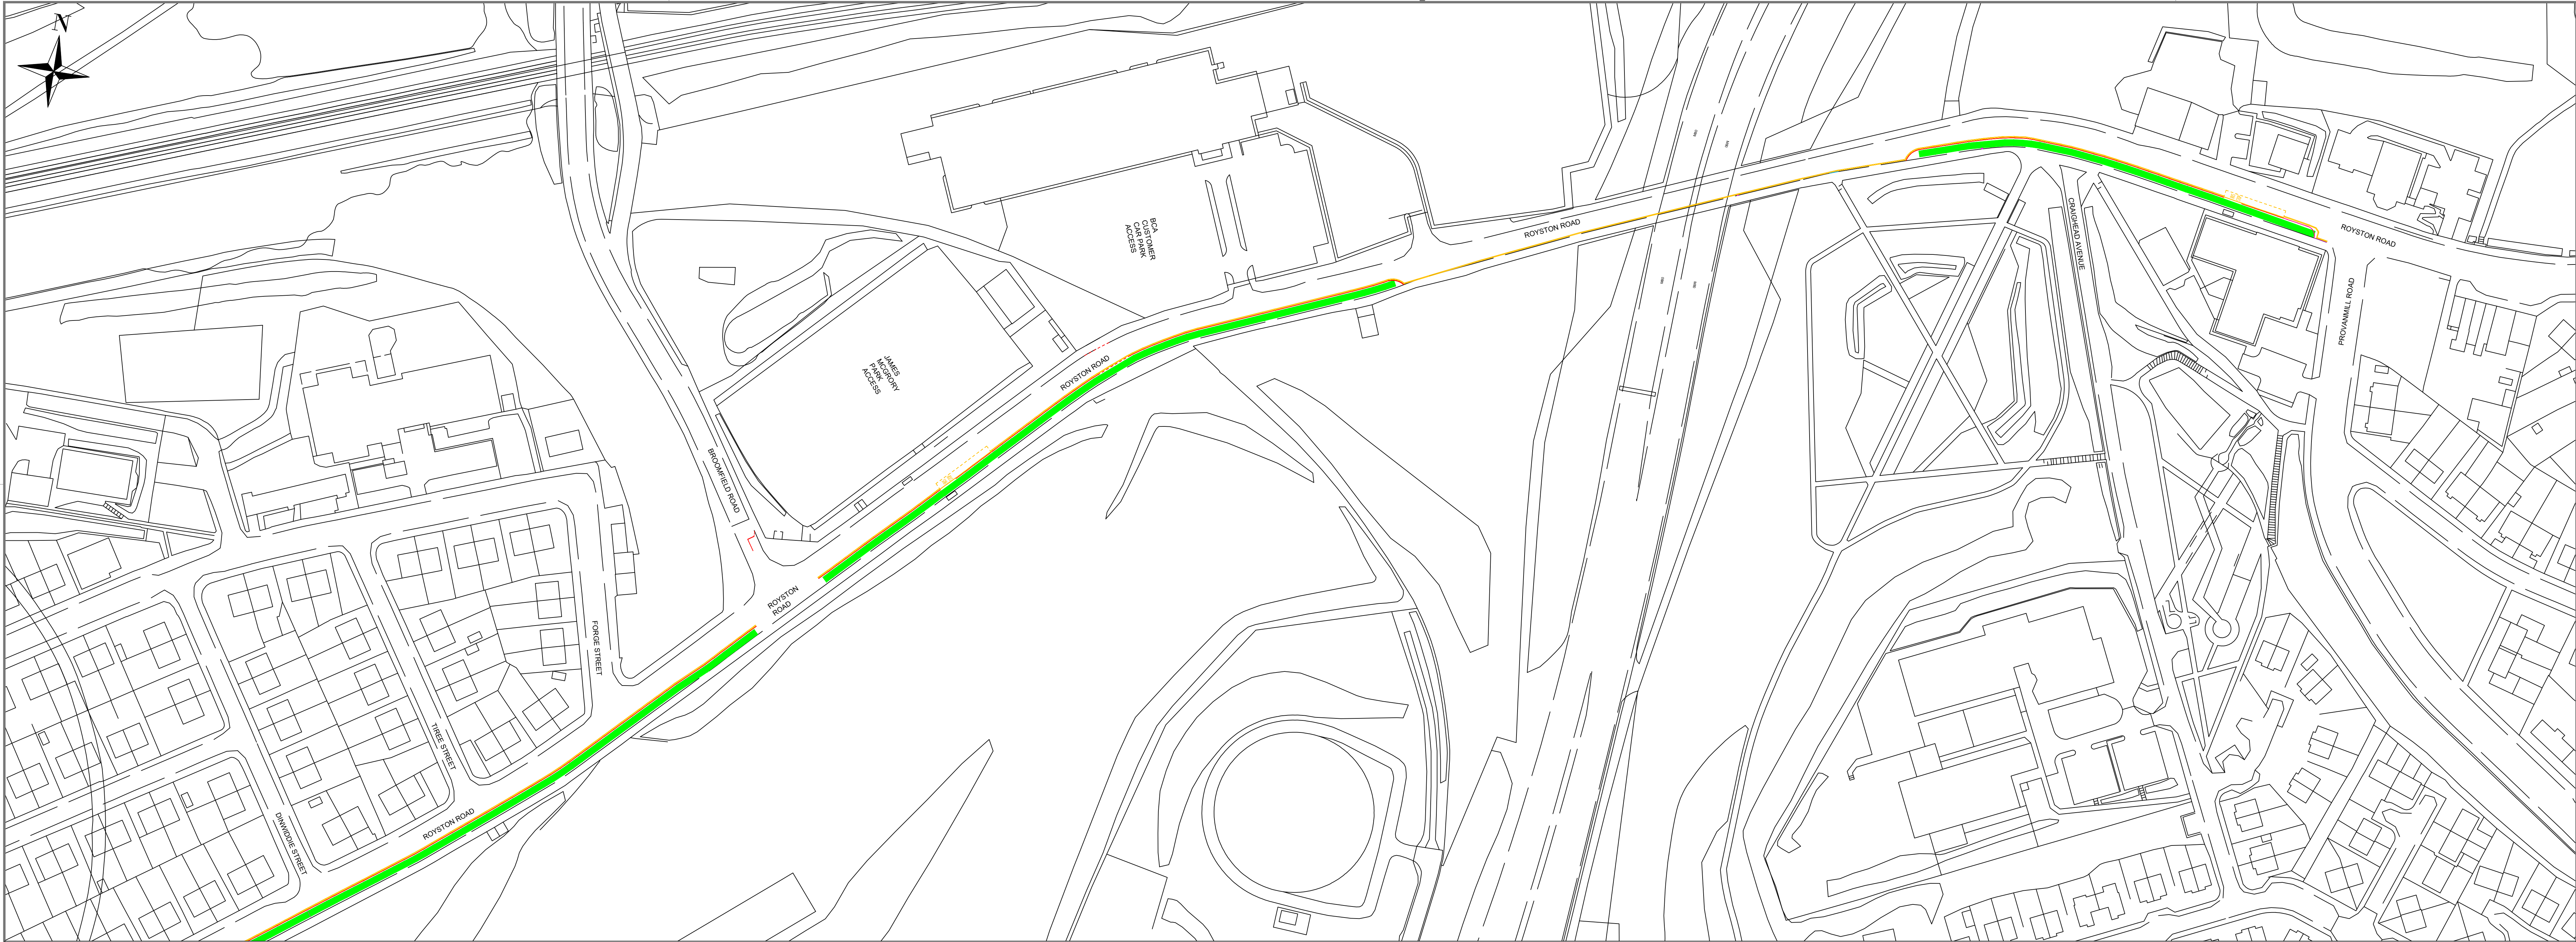 N
BCA
CUSTOMER
CAR PARK
ACCESS
ROYSTON ROAD
CRAIGHEAD AVENUE
ROYSTON ROAD
PROVANMILL ROAD
JAMES
MCGRORY
PARK
ACCESS
ROYSTON ROAD
BROOMFIELD ROAD
ROYSTON
ROAD
FORGE STREET
TIREE STREET
ROYSTON ROAD
DINWIDDIE STREET